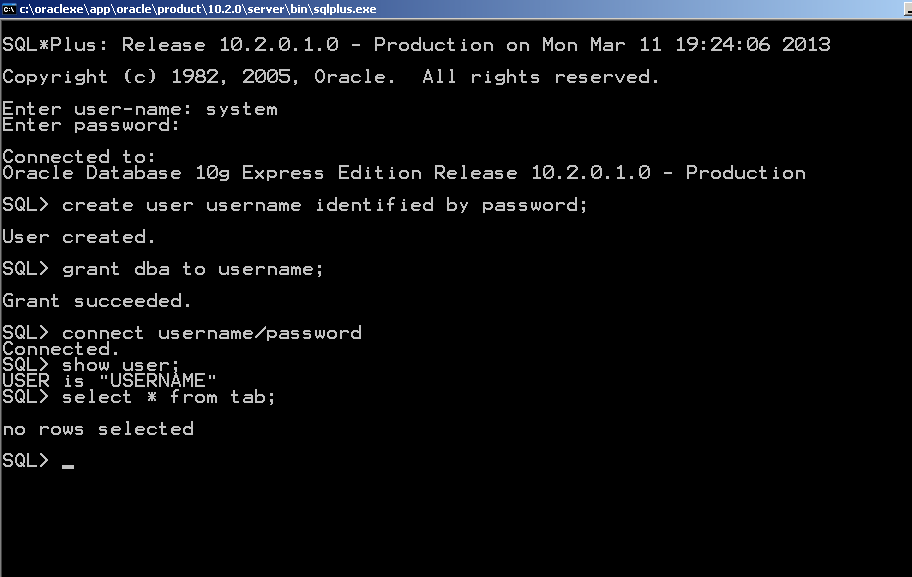 c:\oraclexe\app\oracle\product\10.2.0\server\bin\sqlplus.exe
SQL*Plus: Release 10.2.0.1.0 - Production on Mon Mar 11 19:24:06 2013
Copyright (c) 1982, 2005, Oracle.  All rights reserved.
Enter user-name: system
Enter password:
Connected to:
Oracle Database 10g Express Edition Release 10.2.0.1.0 - Production
SQL> create user username identified by password;
User created.
SQL> grant dba to username;
Grant succeeded.
SQL> connect username/password
Connected.
SQL> show user;
USER is "USERNAME"
SQL> select * from tab;
no rows selected
SQL> _